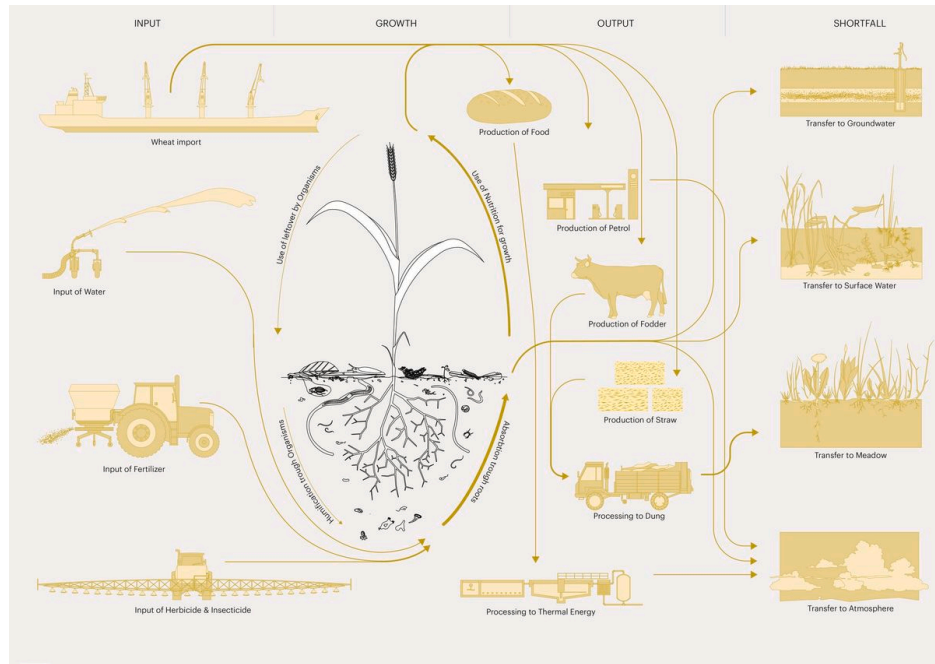 INPUT
GROWTH
OUTPUT
SHORTFALL
Wheat import
Input of Water
Input of Fertilizer
Input of Herbicide & Insecticide
Use of leftover by Organisms
Use of Nutrition for growth
Humification trough Organisms
Absorbtion trough roots
Production of Food
Production of Petrol
Production of Fodder
Production of Straw
Processing to Dung
Processing to Thermal Energy
Transfer to Groundwater
Transfer to Surface Water
Transfer to Meadow
Transfer to Atmosphere